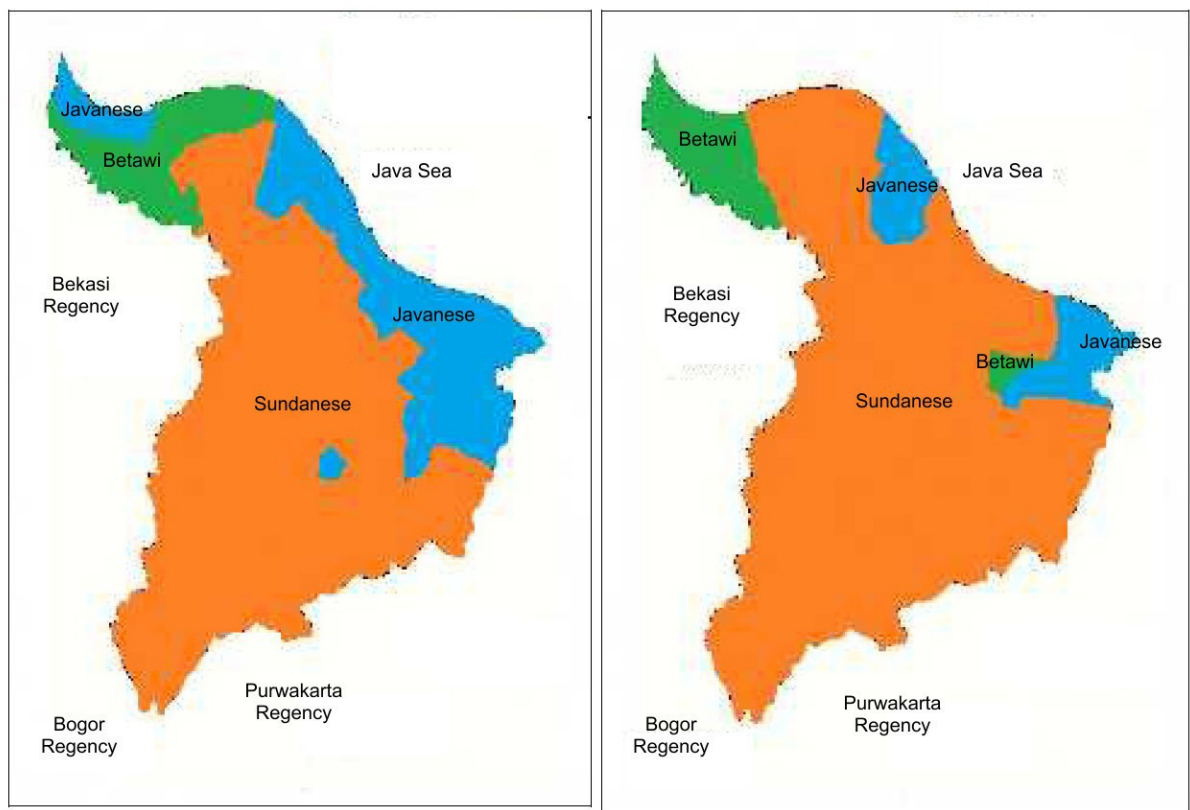 Javanese
Betawi
Java Sea
Bekasi
Regency
Javanese
Sundanese
Purwakarta
Regency
Bogor
Regency
Betawi
Javanese
Java Sea
Bekasi
Regency
Javanese
Betawi
Sundanese
Purwakarta
Regency
Bogor
Regency